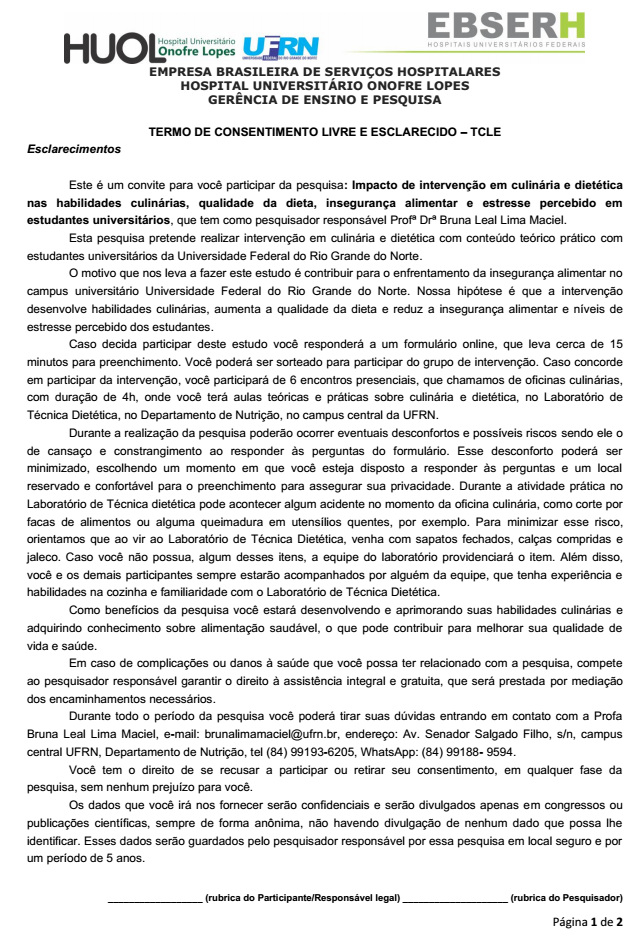 HUOL Hospital Universitário Onofre Lopes UFRN
EBSERH
HOSPITAIS UNIVERSITÁRIOS FEDERAIS
EMPRESA BRASILEIRA DE SERVIÇOS HOSPITALARES
HOSPITAL UNIVERSITÁRIO ONOFRE LOPES
GERÊNCIA DE ENSINO E PESQUISA
TERMO DE CONSENTIMENTO LIVRE E ESCLARECIDO – TCLE
Esclarecimentos
Este é um convite para você participar da pesquisa: Impacto de intervenção em culinária e dietética
nas habilidades culinárias, qualidade da dieta, insegurança alimentar e estresse percebido em
estudantes universitários, que tem como pesquisador responsável Profª Drª Bruna Leal Lima Maciel.
Esta pesquisa pretende realizar intervenção em culinária e dietética com conteúdo teórico prático com
estudantes universitários da Universidade Federal do Rio Grande do Norte.
O motivo que nos leva a fazer este estudo é contribuir para o enfrentamento da insegurança alimentar no
campus universitário Universidade Federal do Rio Grande do Norte. Nossa hipótese é que a intervenção
desenvolve habilidades culinárias, aumenta a qualidade da dieta e reduz a insegurança alimentar e níveis de
estresse percebido dos estudantes.
Caso decida participar deste estudo você responderá a um formulário online, que leva cerca de 15
minutos para preenchimento. Você poderá ser sorteado para participar do grupo de intervenção. Caso concorde
em participar da intervenção, você participará de 6 encontros presenciais, que chamamos de oficinas culinárias,
com duração de 4h, onde você terá aulas teóricas e práticas sobre culinária e dietética, no Laboratório de
Técnica Dietética, no Departamento de Nutrição, no campus central da UFRN.
Durante a realização da pesquisa poderão ocorrer eventuais desconfortos e possíveis riscos sendo ele o
de cansaço e constrangimento ao responder às perguntas do formulário. Esse desconforto poderá ser
minimizado, escolhendo um momento em que você esteja disposto a responder às perguntas e um local
reservado e confortável para o preenchimento para assegurar sua privacidade. Durante a atividade prática no
Laboratório de Técnica dietética pode acontecer algum acidente no momento da oficina culinária, como corte por
facas de alimentos ou alguma queimadura em utensílios quentes, por exemplo. Para minimizar esse risco,
orientamos que ao vir ao Laboratório de Técnica Dietética, venha com sapatos fechados, calças compridas e
jaleco. Caso você não possua, algum desses itens, a equipe do laboratório providenciará o item. Além disso,
você e os demais participantes sempre estarão acompanhados por alguém da equipe, que tenha experiência e
habilidades na cozinha e familiaridade com o Laboratório de Técnica Dietética.
Como benefícios da pesquisa você estará desenvolvendo e aprimorando suas habilidades culinárias e
adquirindo conhecimento sobre alimentação saudável, o que pode contribuir para melhorar sua qualidade de
vida e saúde.
Em caso de complicações ou danos à saúde que você possa ter relacionado com a pesquisa, compete
ao pesquisador responsável garantir o direito à assistência integral e gratuita, que será prestada por mediação
dos encaminhamentos necessários.
Durante todo o período da pesquisa você poderá tirar suas dúvidas entrando em contato com a Profa
Bruna Leal Lima Maciel, e-mail: brunalimamaciel@ufrn.br, endereço: Av. Senador Salgado Filho, s/n, campus
central UFRN, Departamento de Nutrição, tel (84) 99193-6205, WhatsApp: (84) 99188- 9594.
Você tem o direito de se recusar a participar ou retirar seu consentimento, em qualquer fase da
pesquisa, sem nenhum prejuízo para você.
Os dados que você irá nos fornecer serão confidenciais e serão divulgados apenas em congressos ou
publicações científicas, sempre de forma anônima, não havendo divulgação de nenhum dado que possa lhe
identificar. Esses dados serão guardados pelo pesquisador responsável por essa pesquisa em local seguro e por
um período de 5 anos.
__________________ (rubrica do Participante/Responsável legal) ____________________ (rubrica do Pesquisador)
Página 1 de 2